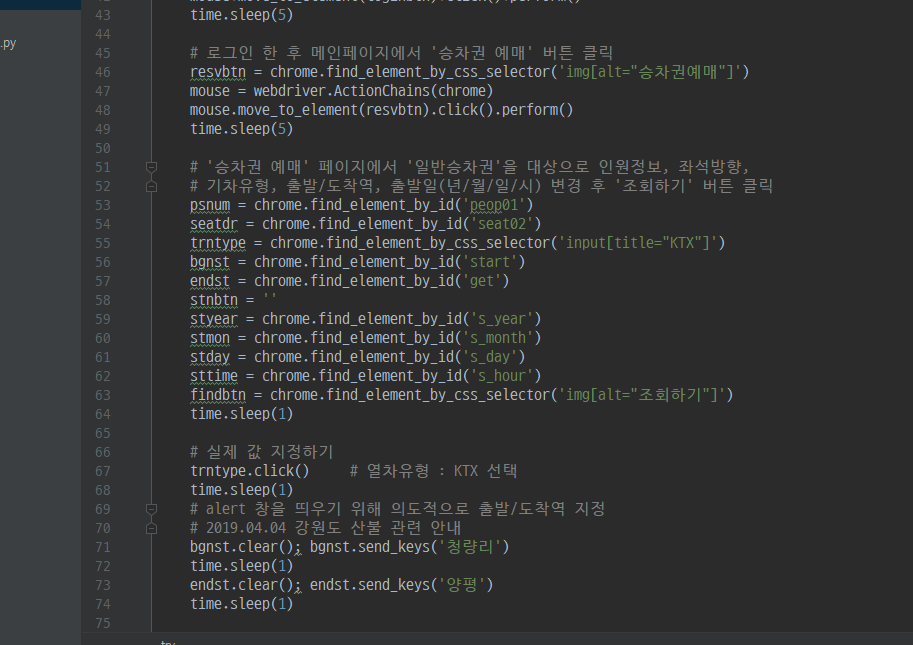 .py
43 time.sleep(5)
44
45 # 로그인 한 후 메인페이지에서 '승차권 예매' 버튼 클릭
46 resvbtn = chrome.find_element_by_css_selector('img[alt="승차권예매"]')
47 mouse = webdriver.ActionChains(chrome)
48 mouse.move_to_element(resvbtn).click().perform()
49 time.sleep(5)
50
51 # '승차권 예매' 페이지에서 '일반승차권'을 대상으로 인원정보, 좌석방향,
52 # 기차유형, 출발/도착역, 출발일(년/월/일/시) 변경 후 '조회하기' 버튼 클릭
53 psnum = chrome.find_element_by_id('peop01')
54 seatdr = chrome.find_element_by_id('seat02')
55 trntype = chrome.find_element_by_css_selector('input[title="KTX"]')
56 bgnst = chrome.find_element_by_id('start')
57 endst = chrome.find_element_by_id('get')
58 stnbtn = ''
59 styear = chrome.find_element_by_id('s_year')
60 stmon = chrome.find_element_by_id('s_month')
61 stday = chrome.find_element_by_id('s_day')
62 sttime = chrome.find_element_by_id('s_hour')
63 findbtn = chrome.find_element_by_css_selector('img[alt="조회하기"]')
64 time.sleep(1)
65
66 # 실제 값 지정하기
67 trntype.click() # 열차유형 : KTX 선택
68 time.sleep(1)
69 # alert 창을 띄우기 위해 의도적으로 출발/도착역 지정
70 # 2019.04.04 강원도 산불 관련 안내
71 bgnst.clear(); bgnst.send_keys('청량리')
72 time.sleep(1)
73 endst.clear(); endst.send_keys('양평')
74 time.sleep(1)
75